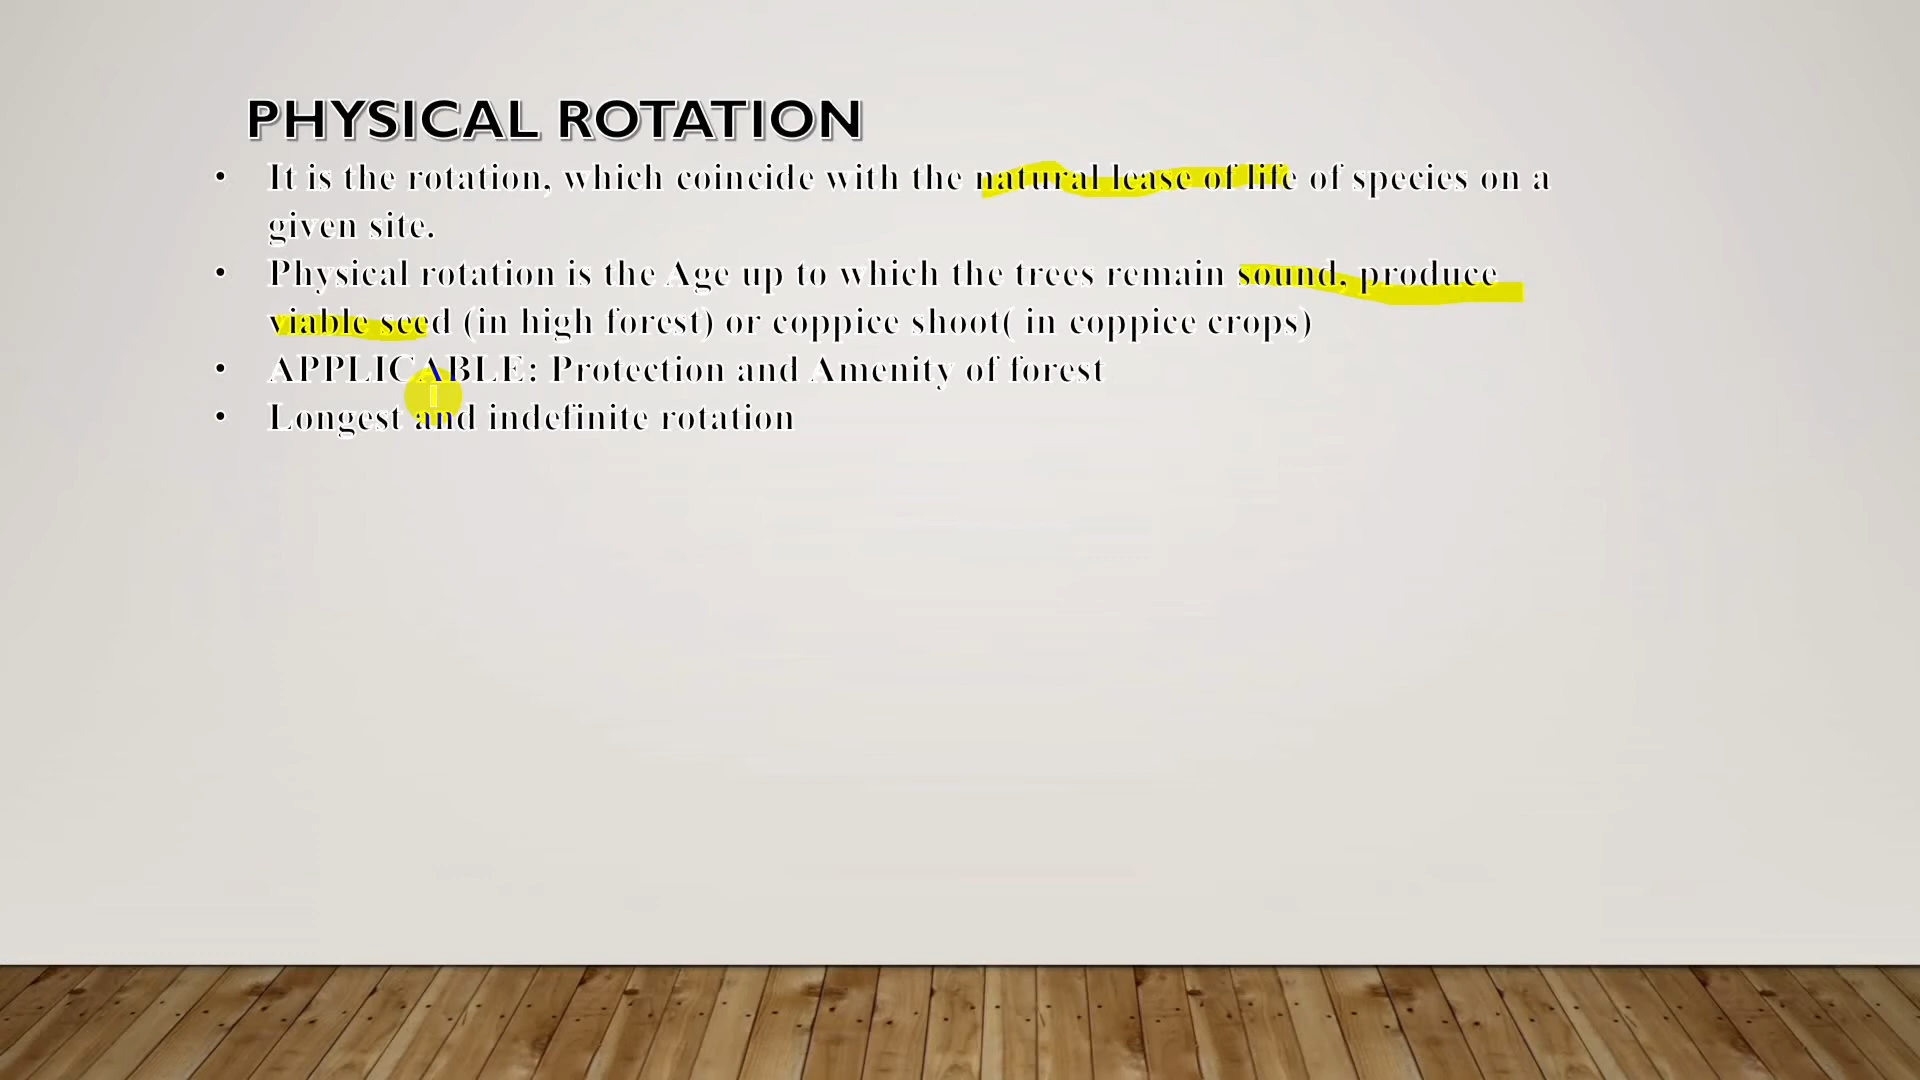 PHYSICAL ROTATION
• It is the rotation, which coincide with the natural lease of life of species on a
given site.
• Physical rotation is the Age up to which the trees remain sound, produce
viable seed (in high forest) or coppice shoot( in coppice crops)
• APPLICABLE: Protection and Amenity of forest
• Longest and indefinite rotation